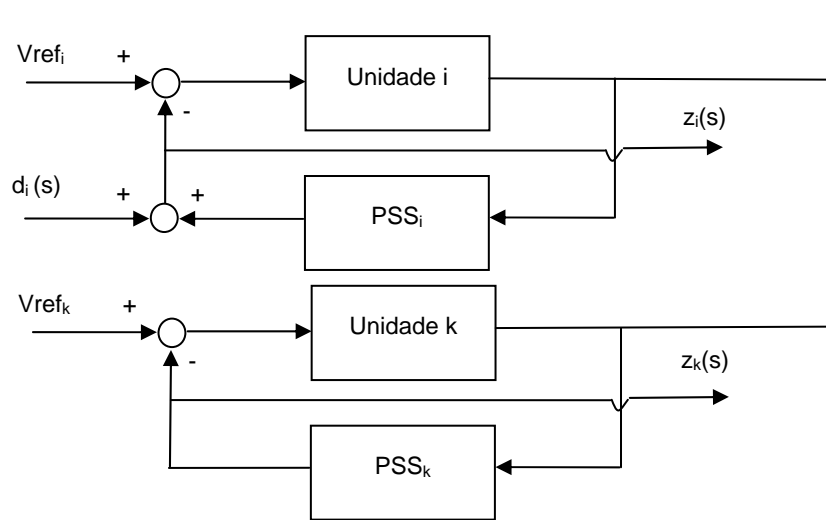 Vrefᵢ
+
Unidade i
-
zᵢ(s)
dᵢ (s)
+
+
PSSᵢ
Vrefₖ
+
Unidade k
-
zₖ(s)
PSSₖ